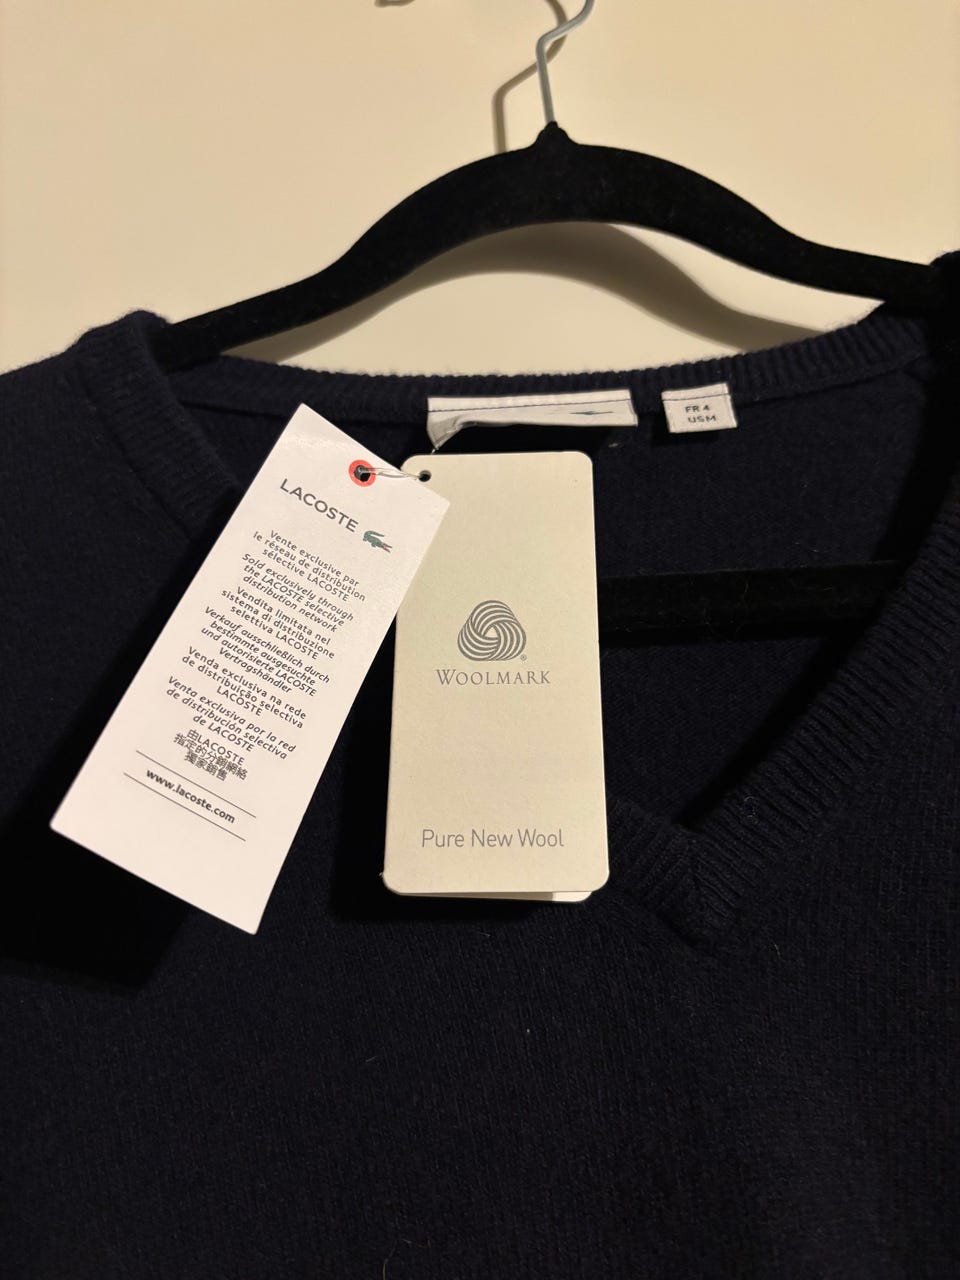 FR 4
US M
LACOSTE
Vente exclusive par
le réseau de distribution
sélective LACOSTE
Sold exclusively through
the LACOSTE selective
distribution network
Vendita limitata nel
sistema di distribuzione
selettiva LACOSTE
Verkauf ausschließlich durch
bestimmte ausgesuchte
und autorisierte LACOSTE
Vertragshändler
Venda exclusiva na rede
de distribuição selectiva
LACOSTE
Venta exclusiva por la red
de distribución selectiva
de LACOSTE
由LACOSTE
指定的分銷網絡
獨家銷售
www.lacoste.com
WOOLMARK
®
Pure New Wool